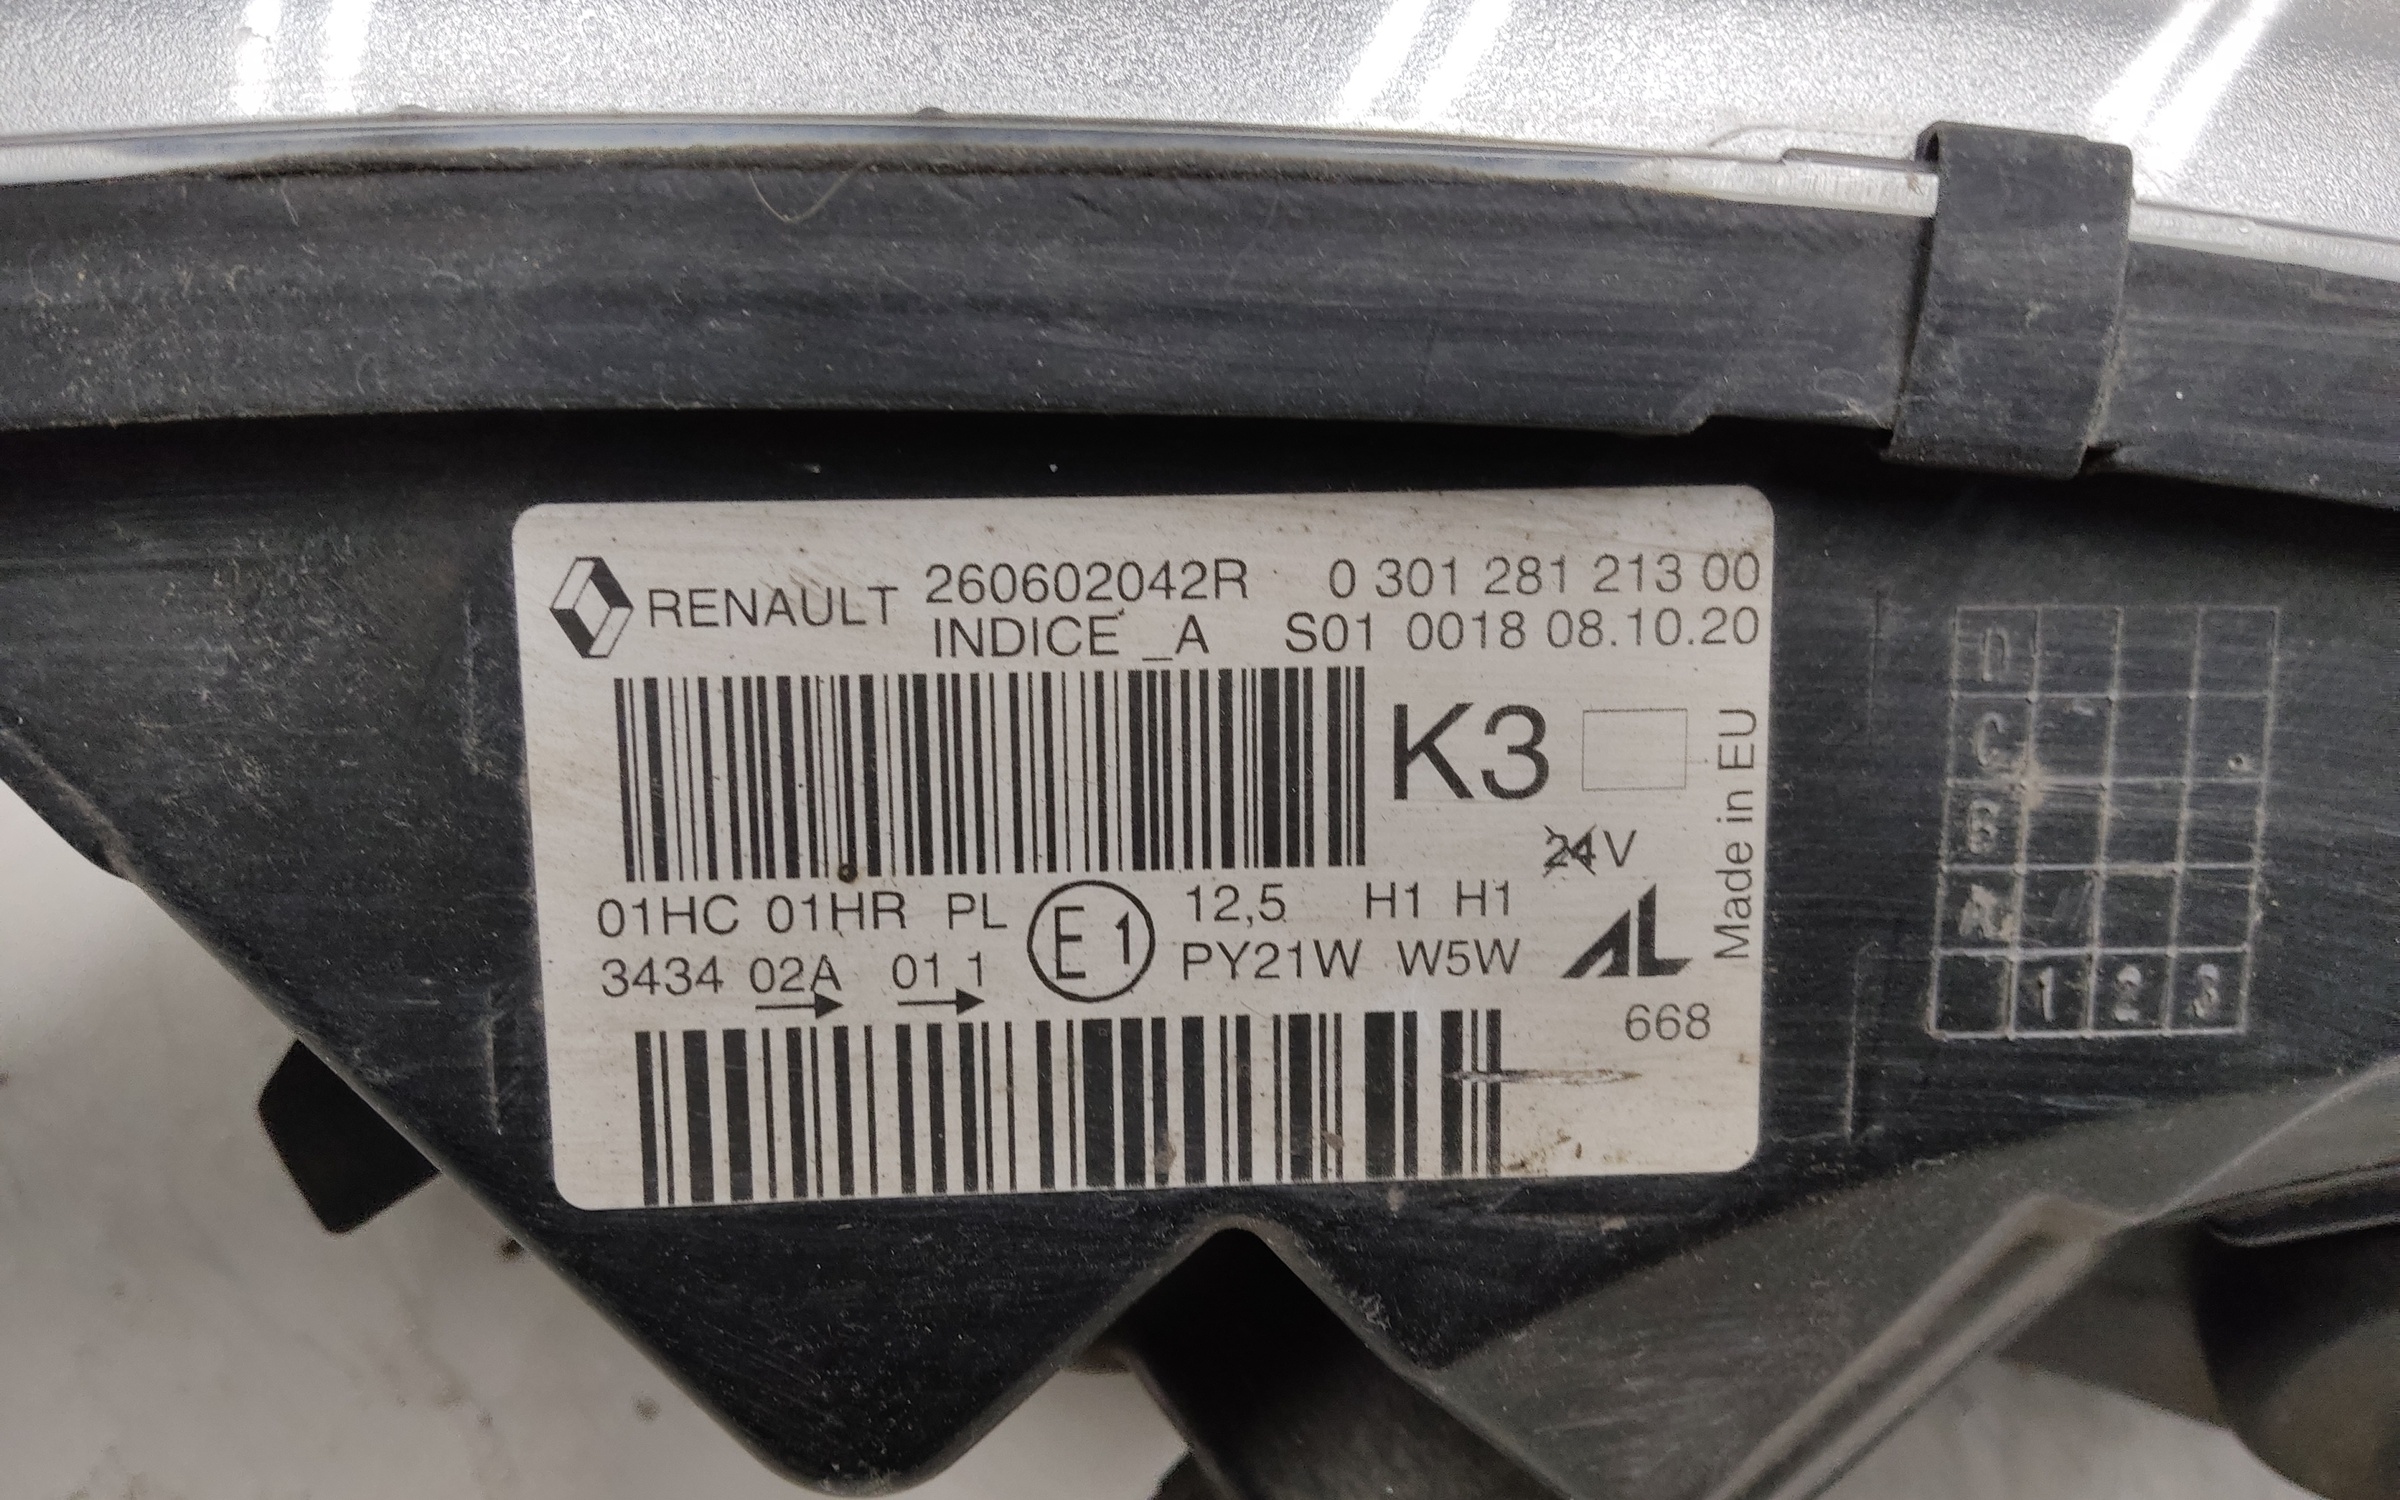 RENAULT 260602042R 0 301 281 213 00
INDICE _A S01 0018 08.10.20
K3
Made in EU
24 V
01HC 01HR PL E1 12,5 H1 H1
3434 02A 01 1 PY21W W5W AL
668
D
C
B
A
1 2 3